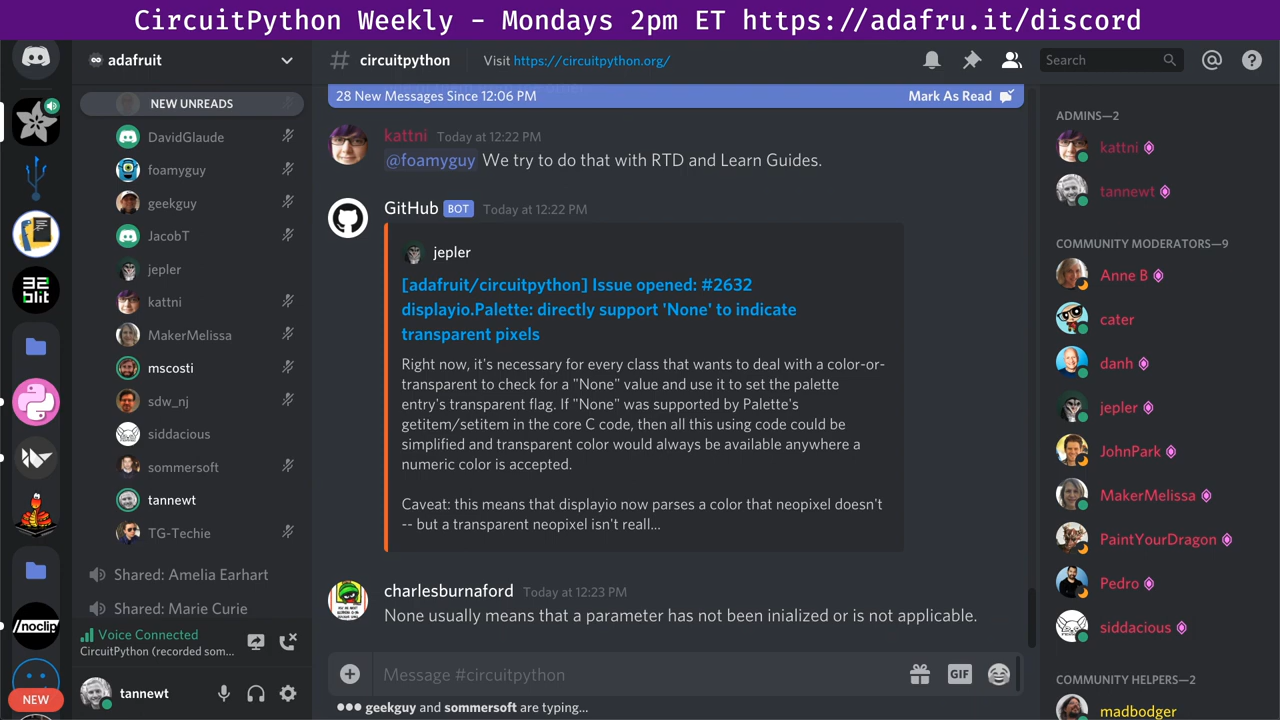 CircuitPython Weekly - Mondays 2pm ET https://adafru.it/discord
adafruit
NEW UNREADS
DavidGlaude
foamyguy
geekguy
JacobT
jepler
kattni
MakerMelissa
mscosti
sdw_nj
siddacious
sommersoft
tannewt
TG-Techie
Shared: Amelia Earhart
Shared: Marie Curie
Voice Connected
CircuitPython (recorded som...
tannewt
32
blit
/noclip
NEW
# circuitpython
Visit https://circuitpython.org/
Search
28 New Messages Since 12:06 PM
Mark As Read
kattni Today at 12:22 PM
@foamyguy We try to do that with RTD and Learn Guides.
GitHub BOT Today at 12:22 PM
jepler
[adafruit/circuitpython] Issue opened: #2632
displayio.Palette: directly support 'None' to indicate
transparent pixels
Right now, it's necessary for every class that wants to deal with a color-or-
transparent to check for a "None" value and use it to set the palette
entry's transparent flag. If "None" was supported by Palette's
getitem/setitem in the core C code, then all this using code could be
simplified and transparent color would always be available anywhere a
numeric color is accepted.
Caveat: this means that displayio now parses a color that neopixel doesn't
-- but a transparent neopixel isn't reall...
charlesburnaford Today at 12:23 PM
None usually means that a parameter has not been inialized or is not applicable.
Message #circuitpython
GIF
geekguy and sommersoft are typing...
ADMINS—2
kattni
tannewt
COMMUNITY MODERATORS—9
Anne B
cater
danh
jepler
JohnPark
MakerMelissa
PaintYourDragon
Pedro
siddacious
COMMUNITY HELPERS—2
madbodger